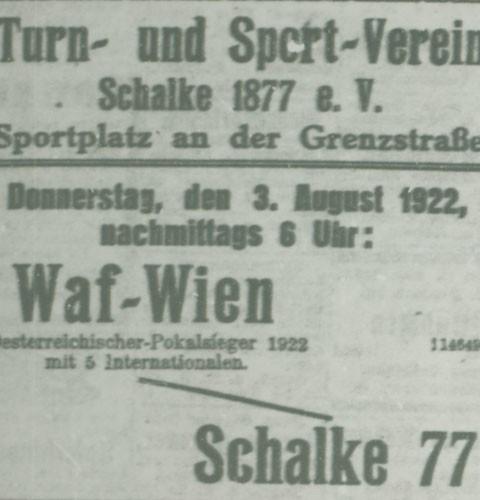 Turn- und Sport-Verein
Schalke 1877 e. V.
Sportplatz an der Grenzstraße
Donnerstag, den 3. August 1922,
nachmittags 6 Uhr:
Waf-Wien
Oesterreichischer-Pokalsieger 1922
mit 5 Internationalen.
114649
Schalke 77